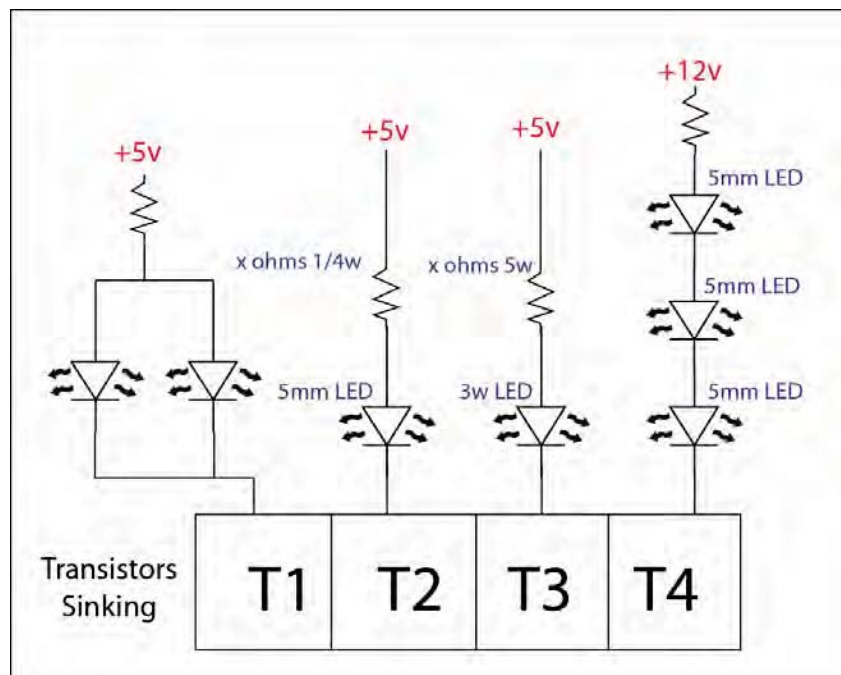 +12v
+5v
+5v
+5v
5mm LED
x ohms 1/4w
x ohms 5w
5mm LED
5mm LED
3w LED
5mm LED
Transistors
Sinking
T1
T2
T3
T4